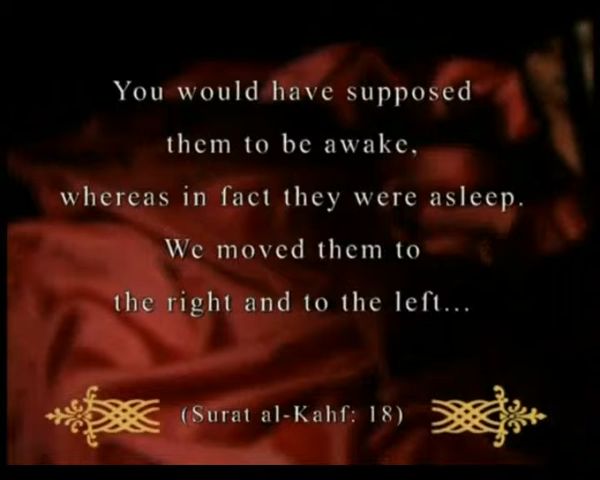 You would have supposed
them to be awake,
whereas in fact they were asleep.
We moved them to
the right and to the left...
(Surat al-Kahf: 18)